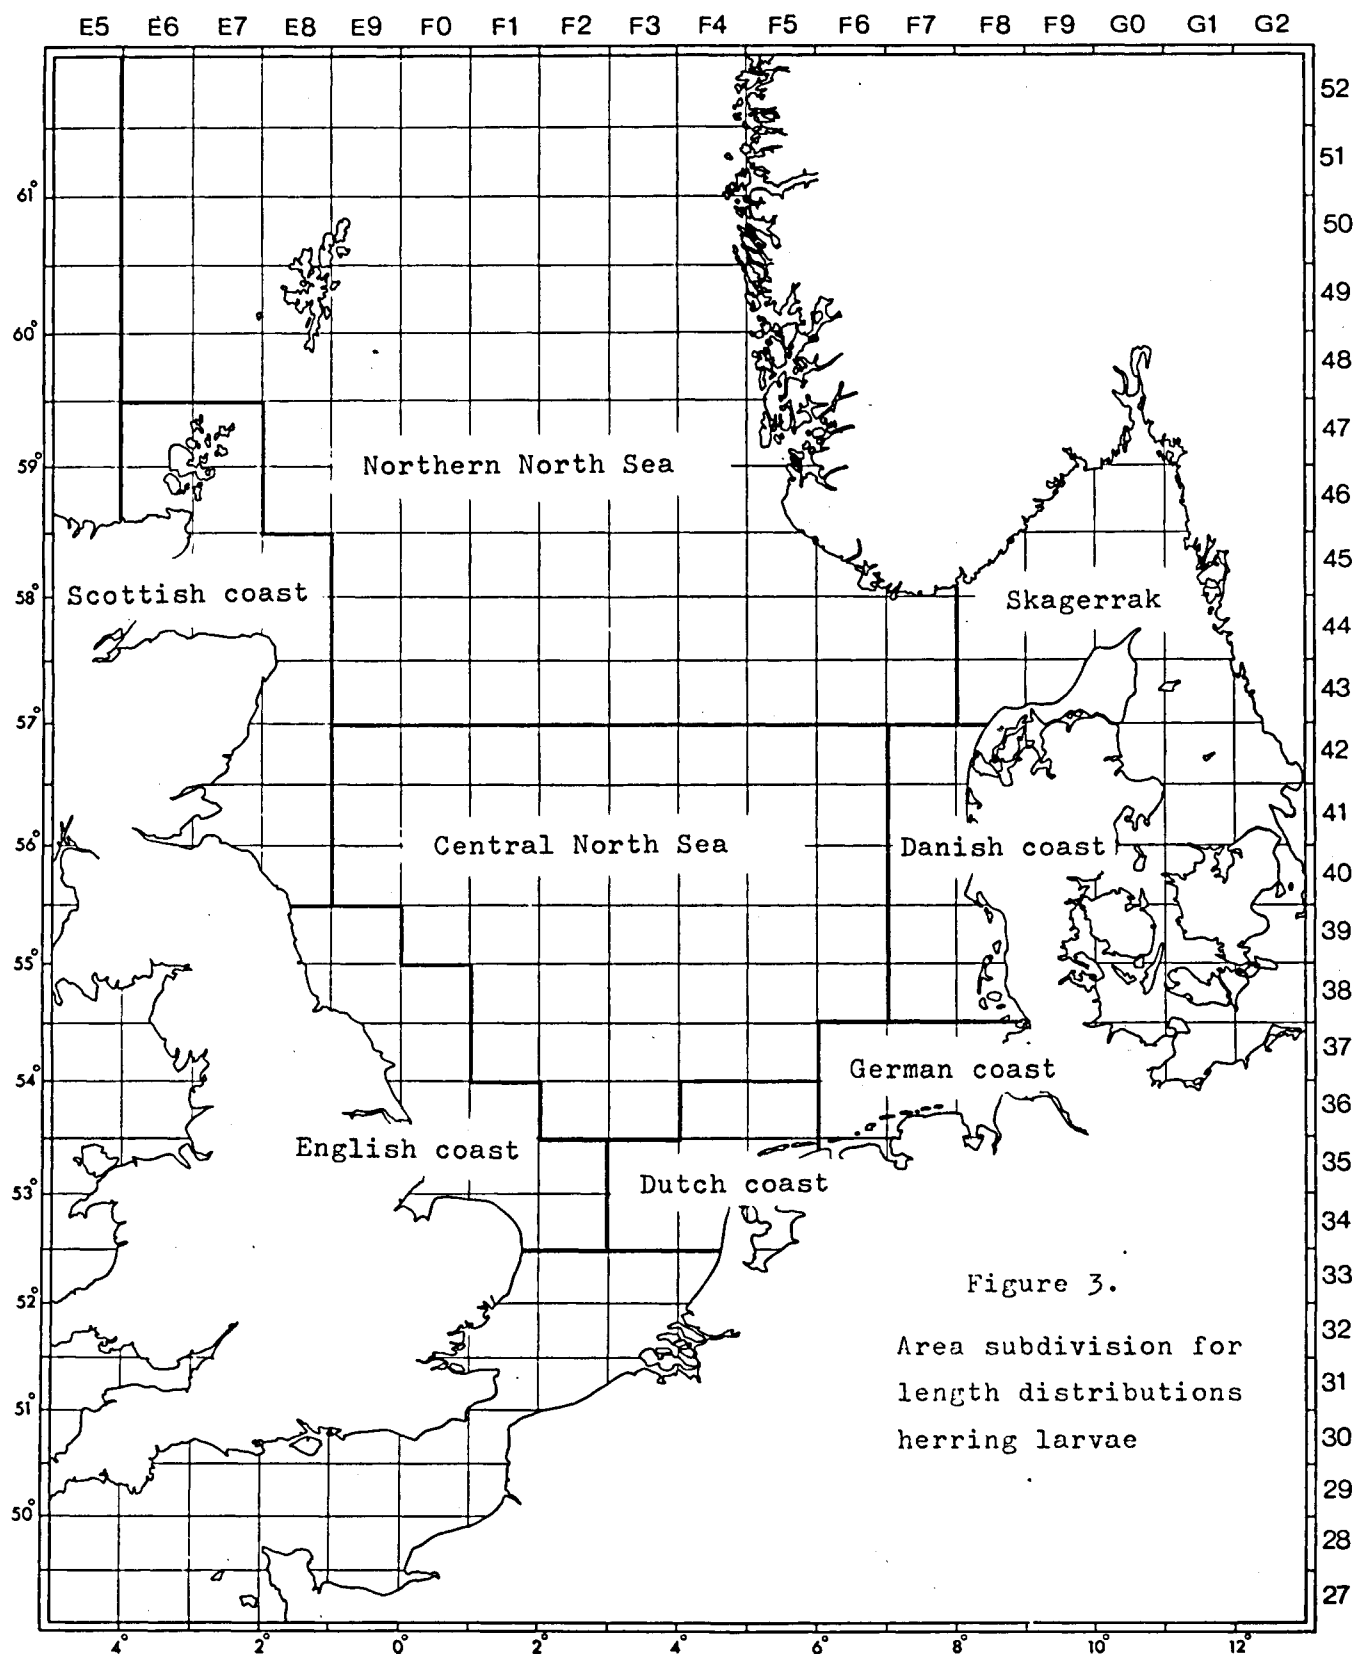 E5 E6 E7 E8 E9 F0 F1 F2 F3 F4 F5 F6 F7 F8 F9 G0 G1 G2
52
51
61°
50
49
60°
48
47
59°
Northern North Sea
46
45
58°
Scottish coast
Skagerrak
44
43
57°
42
41
56°
Central North Sea
Danish coast
40
39
55°
38
37
54°
German coast
36
English coast
35
53°
Dutch coast
34
33
52°
32
31
51°
30
29
50°
28
27
Figure 3.
Area subdivision for
length distributions
herring larvae
4° 2° 0° 2° 4° 6° 8° 10° 12°